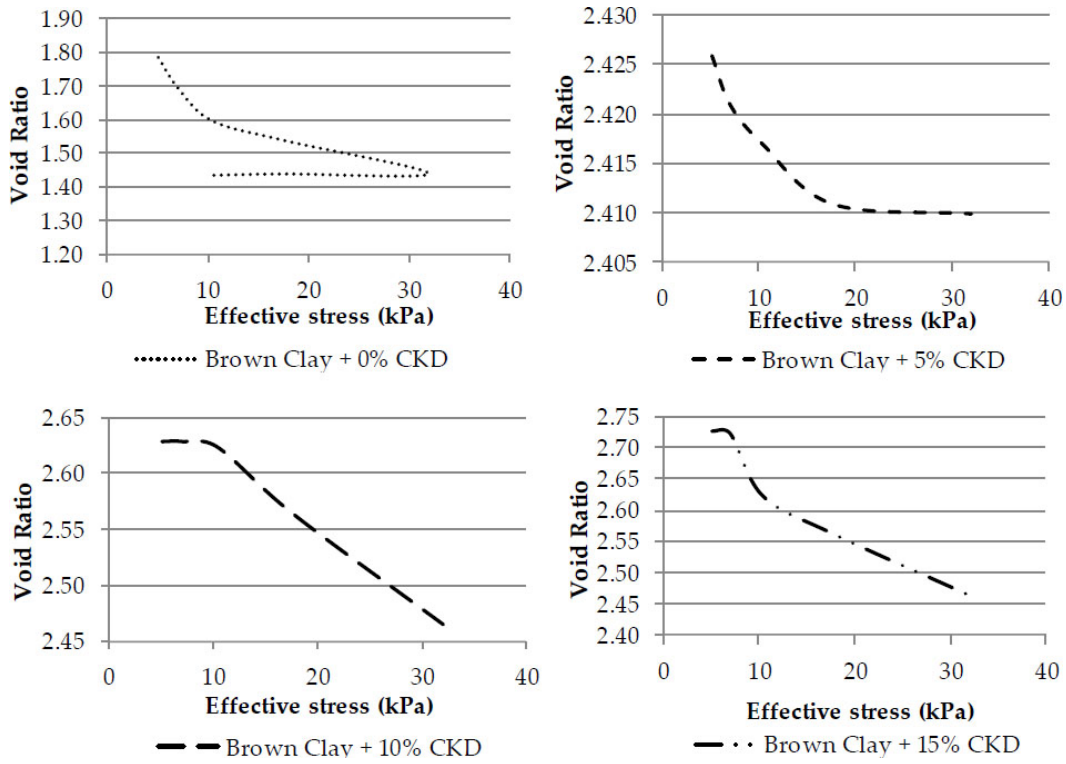 1.90
1.80
1.70
1.60
1.50
1.40
1.30
1.20
Void Ratio
0 10 20 30 40
Effective stress (kPa)
Brown Clay + 0% CKD
2.430
2.425
2.420
2.415
2.410
2.405
Void Ratio
0 10 20 30 40
Effective stress (kPa)
Brown Clay + 5% CKD
2.65
2.60
2.55
2.50
2.45
Void Ratio
0 10 20 30 40
Effective stress (kPa)
Brown Clay + 10% CKD
2.75
2.70
2.65
2.60
2.55
2.50
2.45
2.40
Void Ratio
0 10 20 30 40
Effective stress (kPa)
Brown Clay + 15% CKD